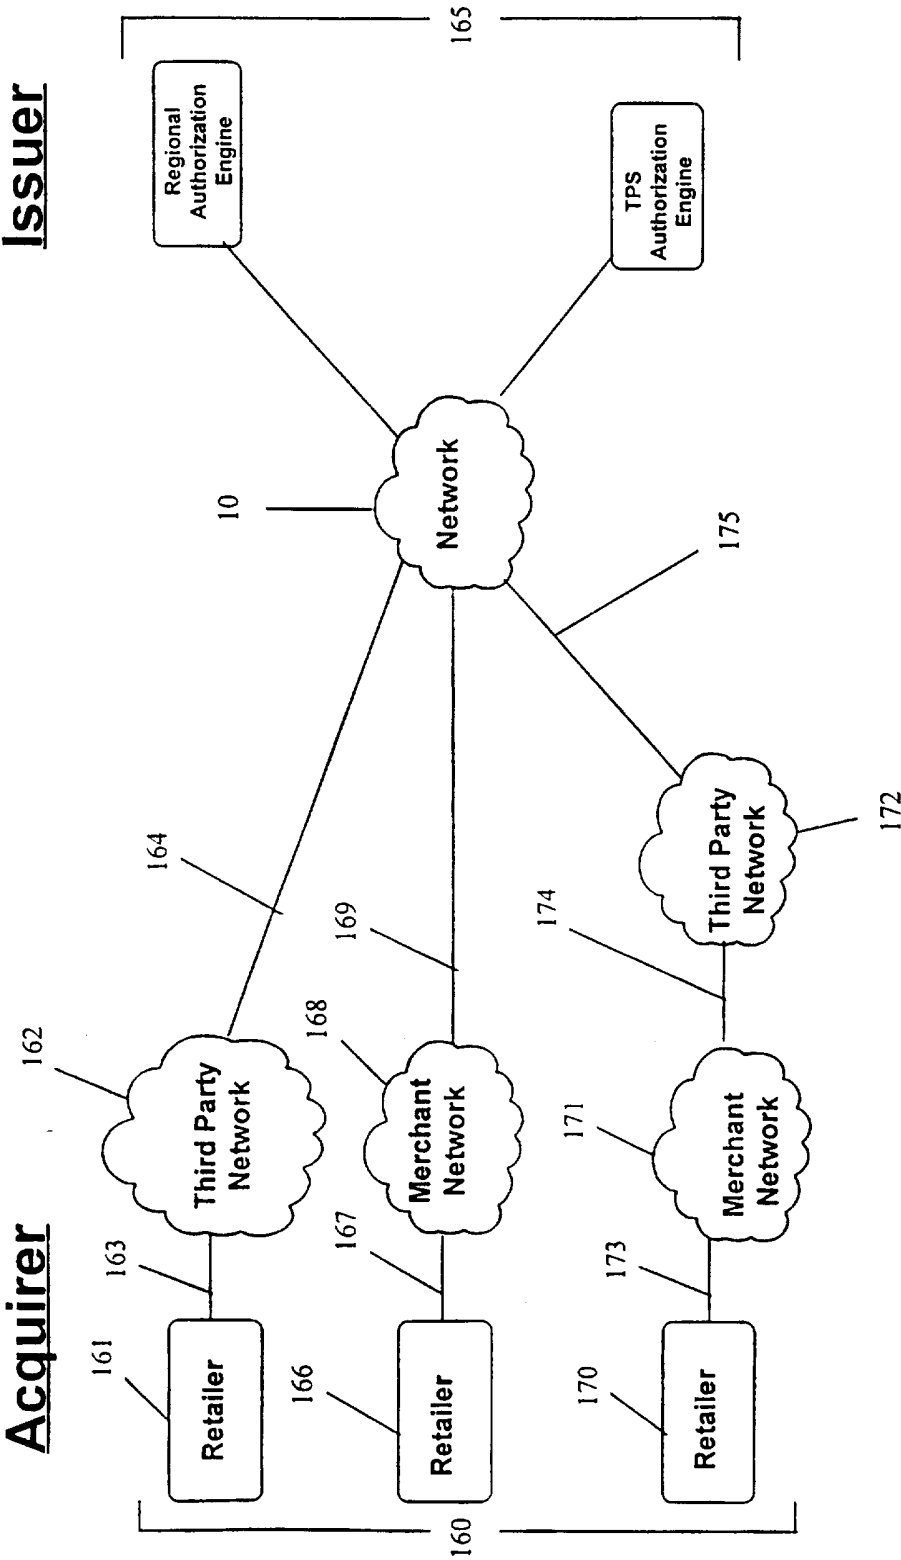 Acquirer
Issuer
160
161
Retailer
163
162
Third Party
Network
164
10
Network
Regional
Authorization
Engine
165
166
Retailer
167
168
Merchant
Network
169
170
Retailer
173
171
Merchant
Network
174
Third Party
Network
172
175
TPS
Authorization
Engine